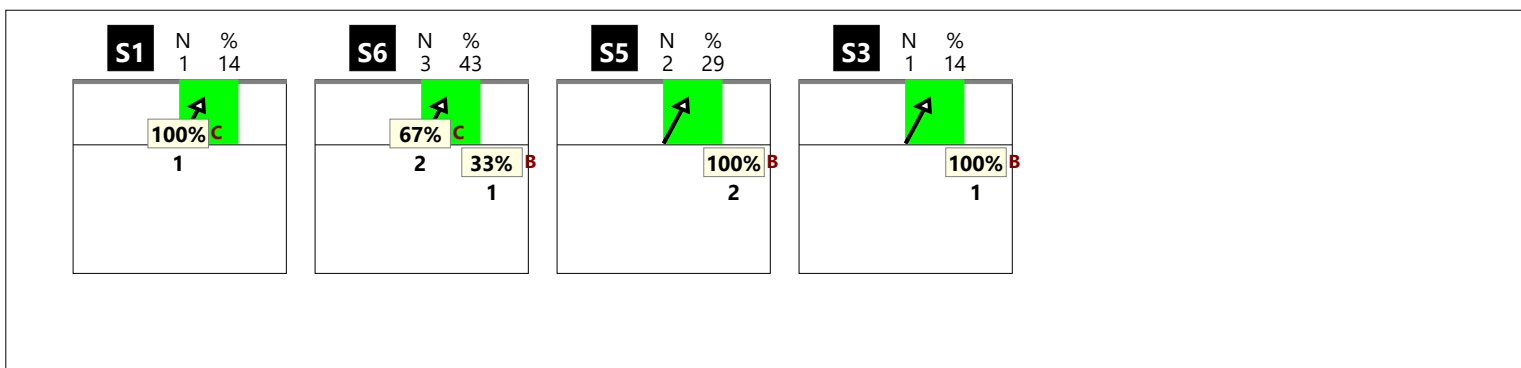 S1 N % 1 14
100% C
1
S6 N % 3 43
67% C
2
33% B
1
S5 N % 2 29
100% B
2
S3 N % 1 14
100% B
1